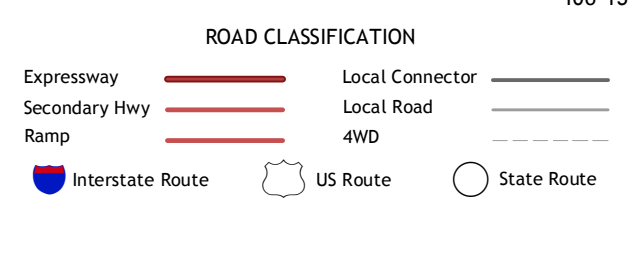 ROAD CLASSIFICATION
Expressway
Local Connector
Secondary Hwy
Local Road
Ramp
4WD
Interstate Route
US Route
State Route